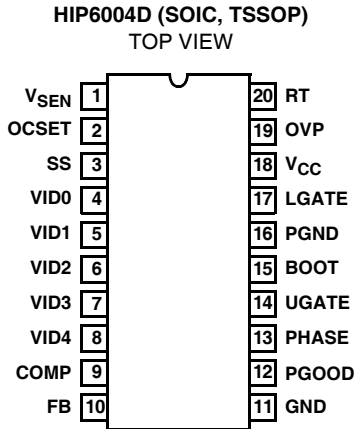 HIP6004D (SOIC, TSSOP)
TOP VIEW
VSEN 1 20 RT
OCSET 2 19 OVP
SS 3 18 VCC
VID0 4 17 LGATE
VID1 5 16 PGND
VID2 6 15 BOOT
VID3 7 14 UGATE
VID4 8 13 PHASE
COMP 9 12 PGOOD
FB 10 11 GND